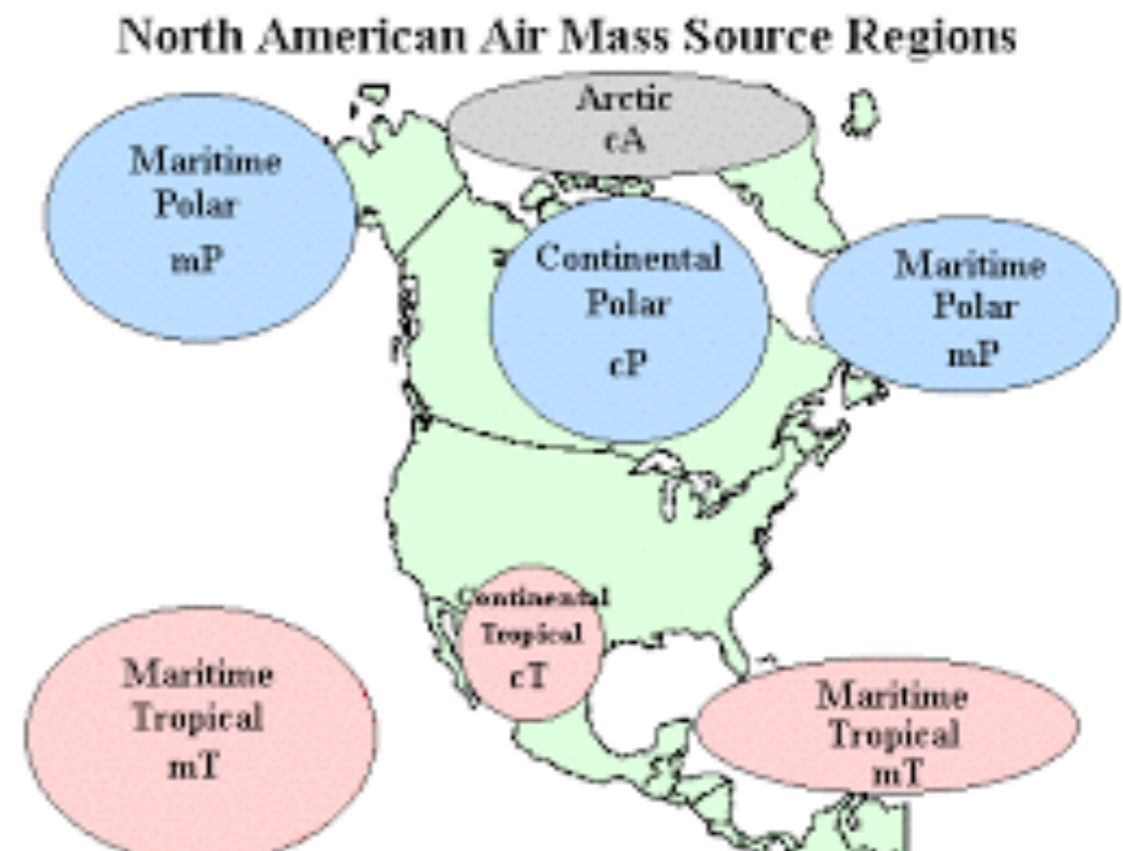 North American Air Mass Source Regions
Arctic
cA
Maritime
Polar
mP
Continental
Polar
cP
Maritime
Polar
mP
Continental
Tropical
cT
Maritime
Tropical
mT
Maritime
Tropical
mT